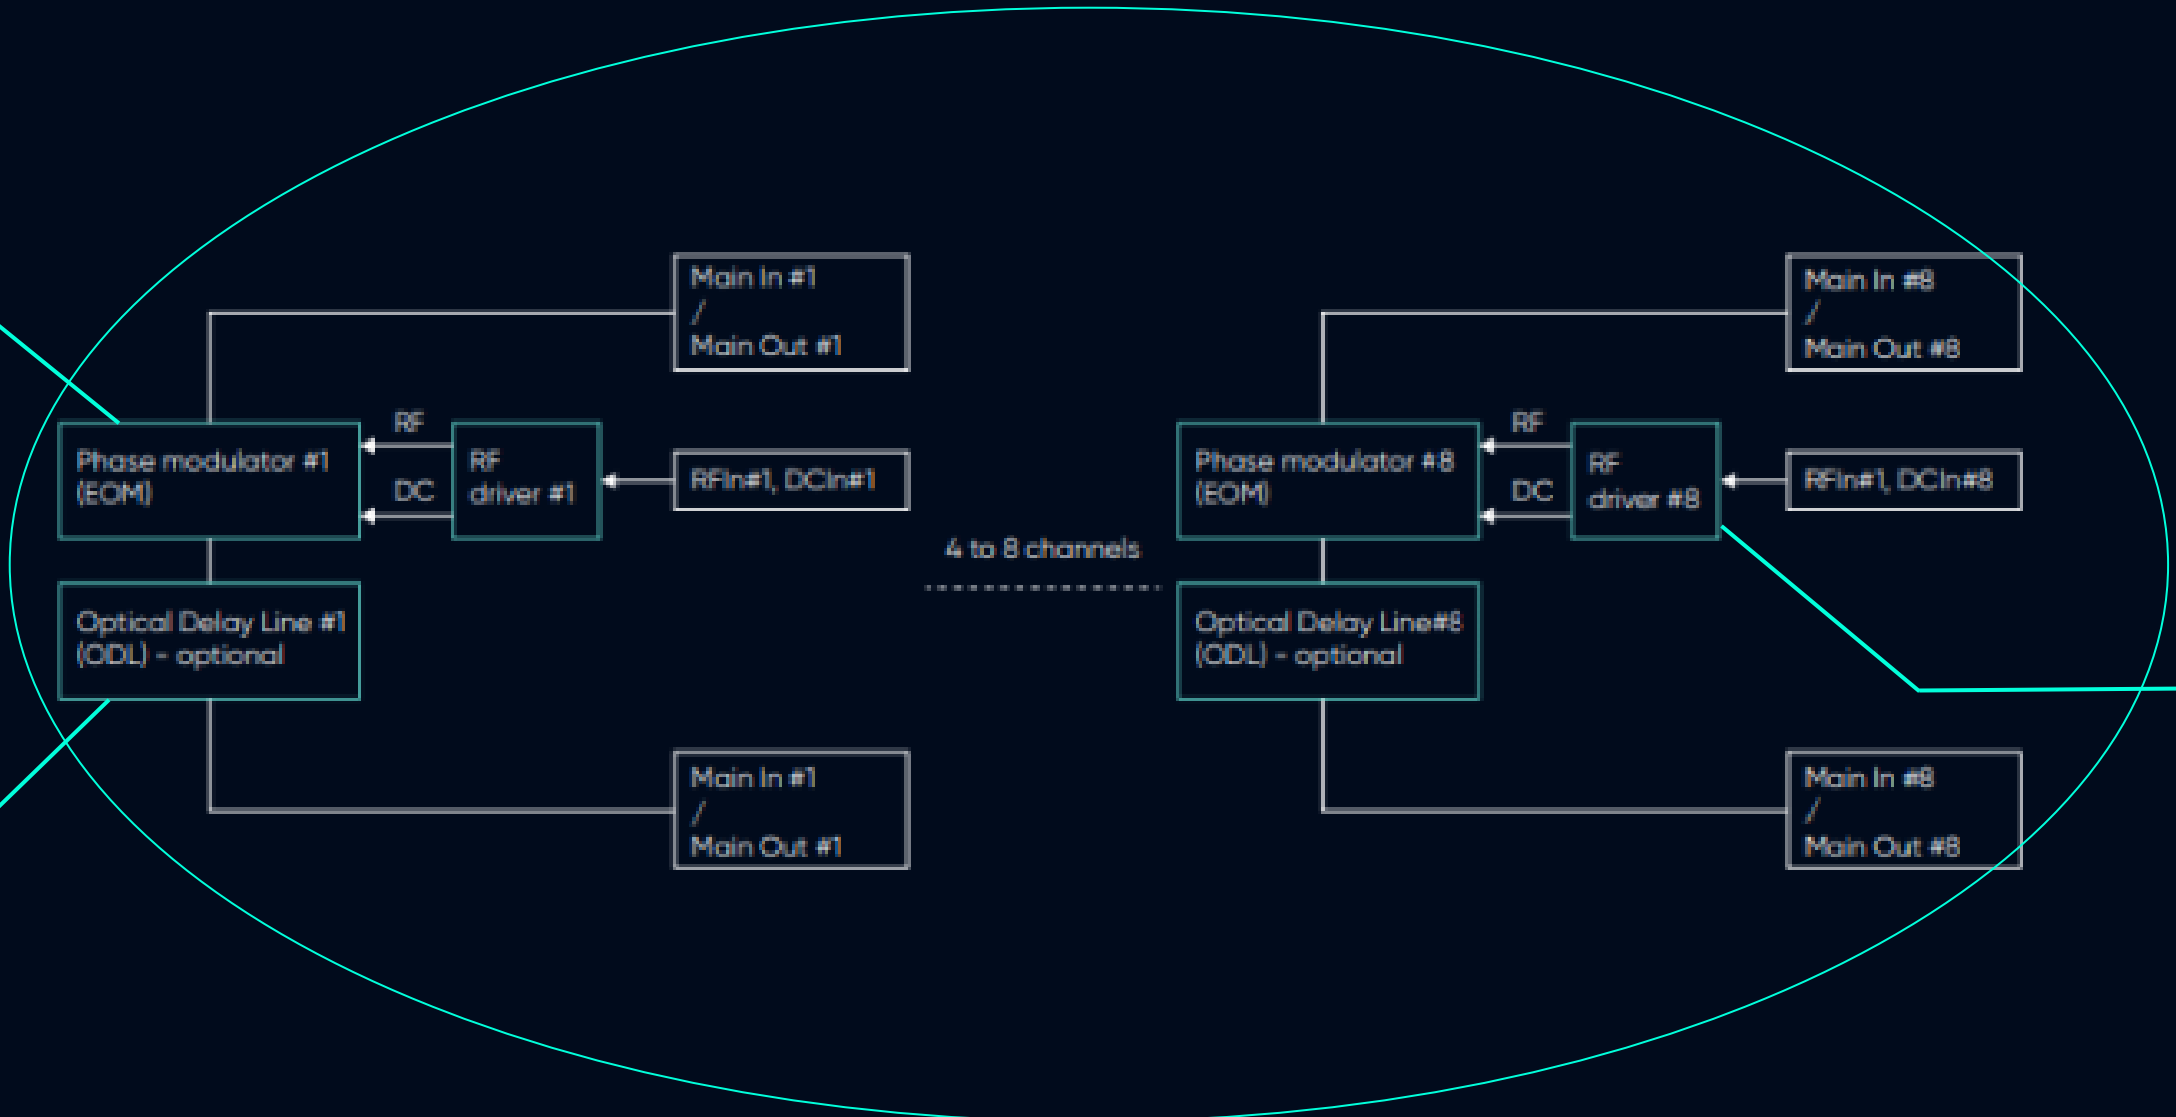 Main In #1
/
Main Out #1
RF
DC
Phase modulator #1
(EOM)
RF
driver #1
RFIn#1, DCIn#1
Optical Delay Line #1
(ODL) - optional
Main In #1
/
Main Out #1
4 to 8 channels
Main In #8
/
Main Out #8
RF
DC
Phase modulator #8
(EOM)
RF
driver #8
RFIn#1, DCIn#8
Optical Delay Line#8
(ODL) - optional
Main In #8
/
Main Out #8